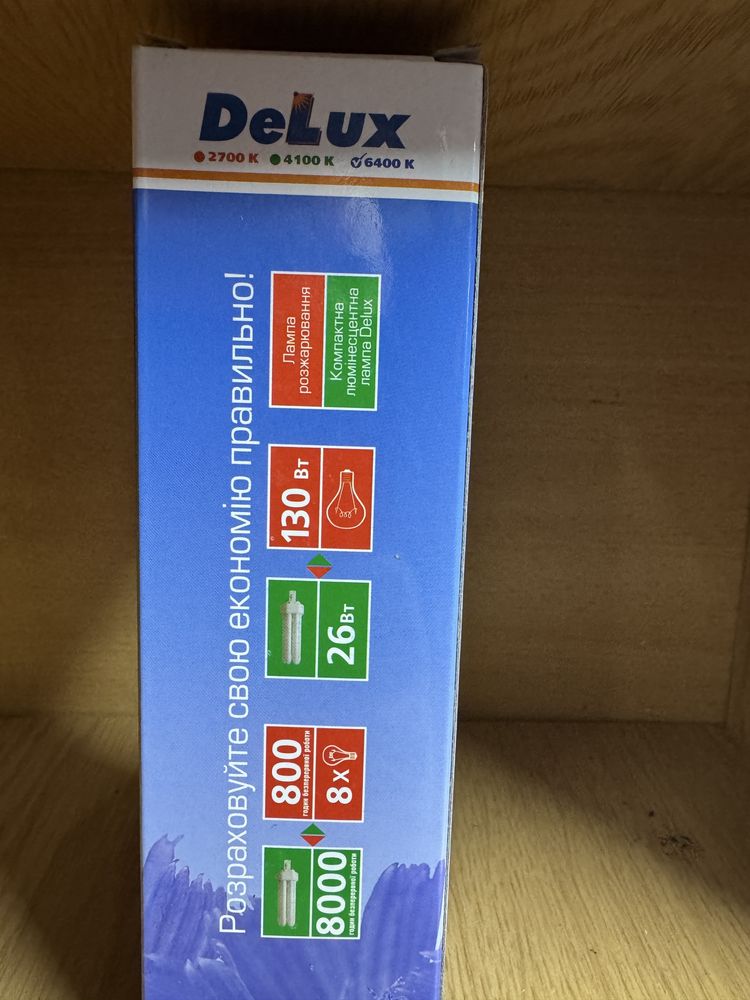 DeLux
2700 K 4100 K 6400 K
Розраховуйте свою економію правильно!
8000
годин безперервної роботи
800
годин безперервної роботи
8 x
26 Вт
130 Вт
Лампа
розжарювання
Компактна
люмінесцентна
лампа Delux